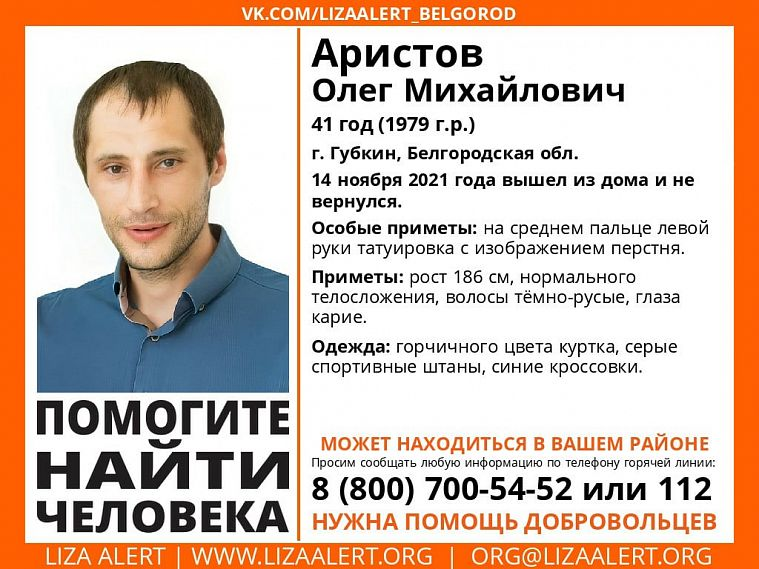 VK.COM/LIZAALERT_BELGOROD
Аристов
Олег Михайлович
41 год (1979 г.р.)
г. Губкин, Белгородская обл.
14 ноября 2021 года вышел из дома и не
вернулся.
Особые приметы: на среднем пальце левой
руки татуировка с изображением перстня.
Приметы: рост 186 см, нормального
телосложения, волосы тёмно-русые, глаза
карие.
Одежда: горчичного цвета куртка, серые
спортивные штаны, синие кроссовки.
ПОМОГИТЕ
НАЙТИ
ЧЕЛОВЕКА
МОЖЕТ НАХОДИТЬСЯ В ВАШЕМ РАЙОНЕ
Просим сообщать любую информацию по телефону горячей линии:
8 (800) 700-54-52 или 112
НУЖНА ПОМОЩЬ ДОБРОВОЛЬЦЕВ
LIZA ALERT | WWW.LIZAALERT.ORG | ORG@LIZAALERT.ORG